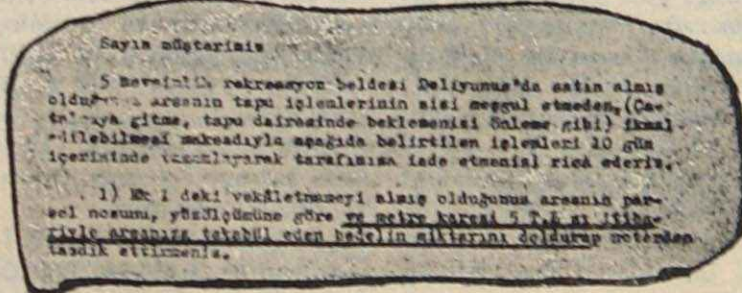 Sayın müşterimiz
5 mevsimlik rekreasyon beldesi Deliyunus'da satın almış
olduğunuz arsanın tapu işlemlerinin sizi meşgul etmeden, (Ça-
talcaya gitme, tapu dairesinde beklemenizi önleme gibi) ikmal
edilebilmesi maksadıyla aşağıda belirtilen işlemleri 10 gün
içerisinde tamamlayarak tarafımıza iade etmenizi rica ederiz.
1) Ek 1 deki vekâletnameyi almış olduğunuz arsanın par-
sel nosunu, yüzölçümüne göre ve metre karesi 5 T.L sı itiba-
riyle arsanıza tekabül eden bedelin miktarını doldurup noterden
tasdik ettirmeniz.